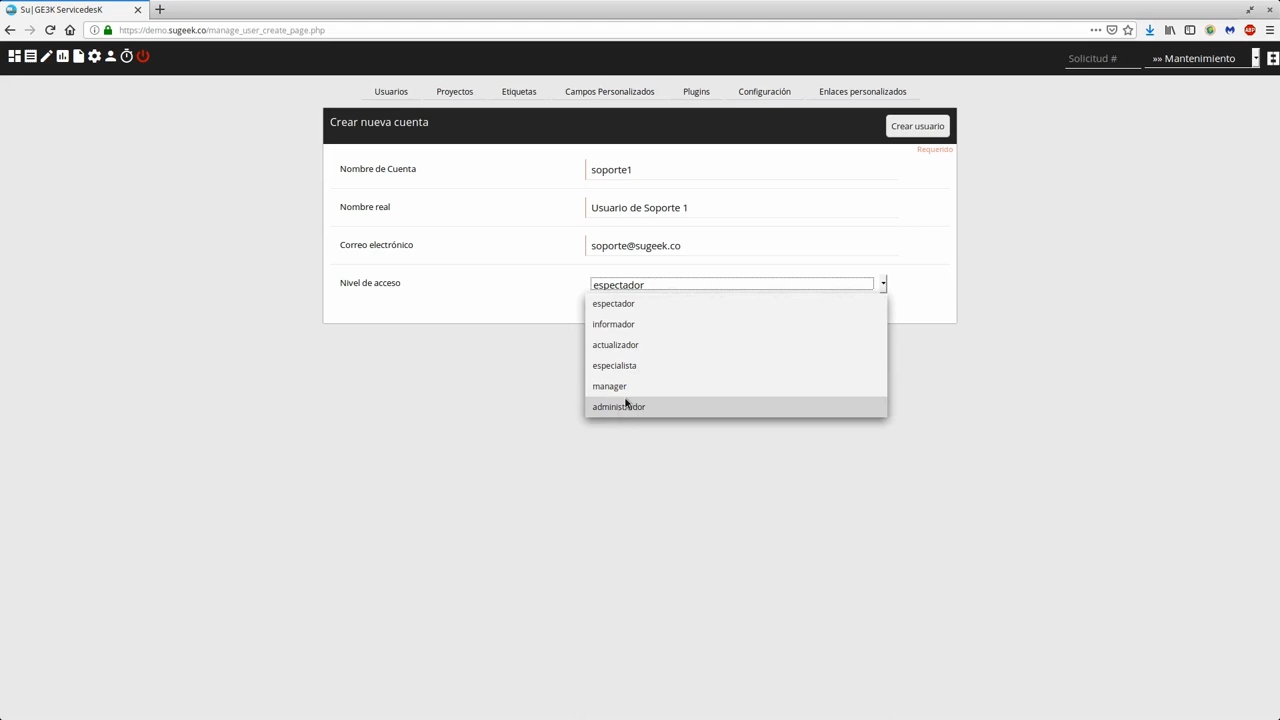 Su|GE3K ServicedesK
https://demo.sugeek.co/manage_user_create_page.php
ABP
Solicitud #
»» Mantenimiento
Usuarios Proyectos Etiquetas Campos Personalizados Plugins Configuración Enlaces personalizados
Crear nueva cuenta
Crear usuario
Requerido
Nombre de Cuenta soporte1
Nombre real Usuario de Soporte 1
Correo electrónico soporte@sugeek.co
Nivel de acceso espectador
espectador
informador
actualizador
especialista
manager
administrador